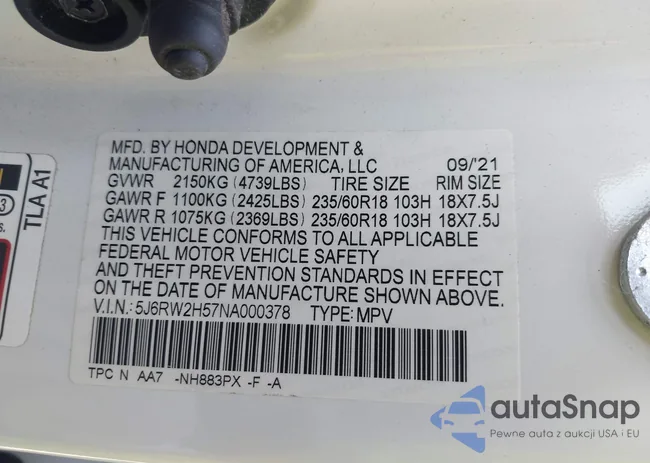 MFD. BY HONDA DEVELOPMENT &
MANUFACTURING OF AMERICA, LLC 09/'21
GVWR 2150KG (4739LBS) TIRE SIZE RIM SIZE
GAWR F 1100KG (2425LBS) 235/60R18 103H 18X7.5J
GAWR R 1075KG (2369LBS) 235/60R18 103H 18X7.5J
THIS VEHICLE CONFORMS TO ALL APPLICABLE
FEDERAL MOTOR VEHICLE SAFETY
AND THEFT PREVENTION STANDARDS IN EFFECT
ON THE DATE OF MANUFACTURE SHOWN ABOVE.
V.I.N.: 5J6RW2H57NA000378 TYPE: MPV
TPC N AA7 -NH883PX -F -A
TLA A1
3
autaSnap
Pewne auta z aukcji USA i EU